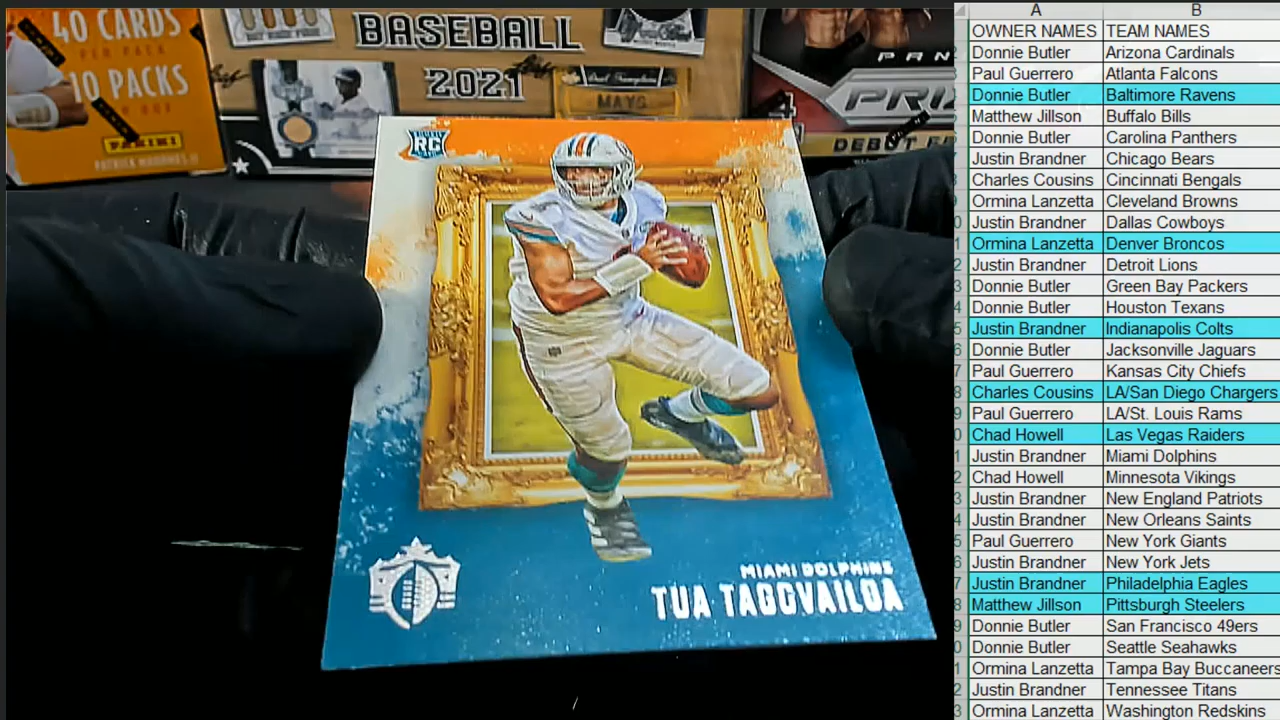 40 CARDS
PER PACK
10 PACKS
PANINI
BASEBALL
2021
MAYS
PRIZ
DEBUT
RC
MIAMI DOLPHINS
TUA TAGOVAILOA
A B
OWNER NAMES TEAM NAMES
Donnie Butler Arizona Cardinals
Paul Guerrero Atlanta Falcons
Donnie Butler Baltimore Ravens
Matthew Jillson Buffalo Bills
Donnie Butler Carolina Panthers
Justin Brandner Chicago Bears
Charles Cousins Cincinnati Bengals
Ormina Lanzetta Cleveland Browns
Justin Brandner Dallas Cowboys
Ormina Lanzetta Denver Broncos
Justin Brandner Detroit Lions
Donnie Butler Green Bay Packers
Donnie Butler Houston Texans
Justin Brandner Indianapolis Colts
Donnie Butler Jacksonville Jaguars
Paul Guerrero Kansas City Chiefs
Charles Cousins LA/San Diego Chargers
Paul Guerrero LA/St. Louis Rams
Chad Howell Las Vegas Raiders
Justin Brandner Miami Dolphins
Chad Howell Minnesota Vikings
Justin Brandner New England Patriots
Justin Brandner New Orleans Saints
Paul Guerrero New York Giants
Justin Brandner New York Jets
Justin Brandner Philadelphia Eagles
Matthew Jillson Pittsburgh Steelers
Donnie Butler San Francisco 49ers
Donnie Butler Seattle Seahawks
Ormina Lanzetta Tampa Bay Buccaneers
Justin Brandner Tennessee Titans
Ormina Lanzetta Washington Redskins